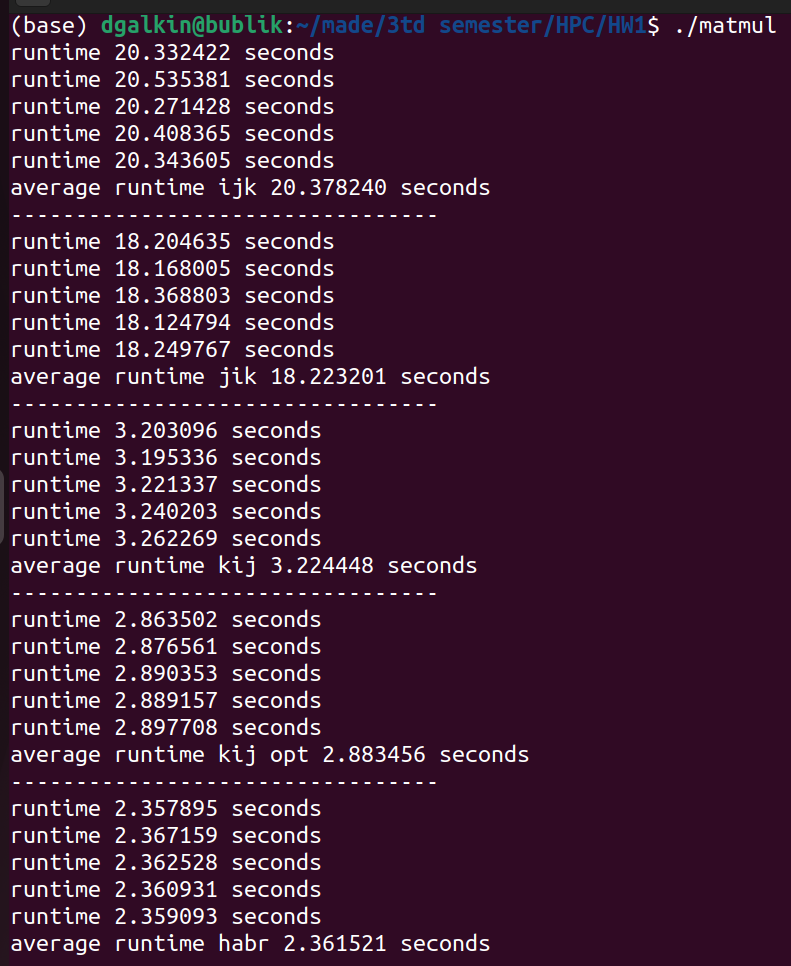 (base) dgalkin@bublik:~/made/3td semester/HPC/HW1$ ./matmul
runtime 20.332422 seconds
runtime 20.535381 seconds
runtime 20.271428 seconds
runtime 20.408365 seconds
runtime 20.343605 seconds
average runtime ijk 20.378240 seconds
---------------------------------
runtime 18.204635 seconds
runtime 18.168005 seconds
runtime 18.368803 seconds
runtime 18.124794 seconds
runtime 18.249767 seconds
average runtime jik 18.223201 seconds
---------------------------------
runtime 3.203096 seconds
runtime 3.195336 seconds
runtime 3.221337 seconds
runtime 3.240203 seconds
runtime 3.262269 seconds
average runtime kij 3.224448 seconds
---------------------------------
runtime 2.863502 seconds
runtime 2.876561 seconds
runtime 2.890353 seconds
runtime 2.889157 seconds
runtime 2.897708 seconds
average runtime kij opt 2.883456 seconds
---------------------------------
runtime 2.357895 seconds
runtime 2.367159 seconds
runtime 2.362528 seconds
runtime 2.360931 seconds
runtime 2.359093 seconds
average runtime habr 2.361521 seconds